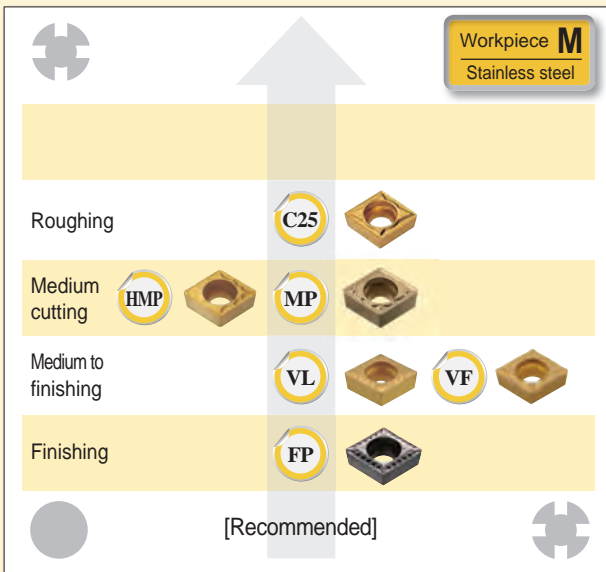 Workpiece M
Stainless steel
Roughing
C25
Medium
cutting
HMP
MP
Medium to
finishing
VL
VF
Finishing
FP
[Recommended]